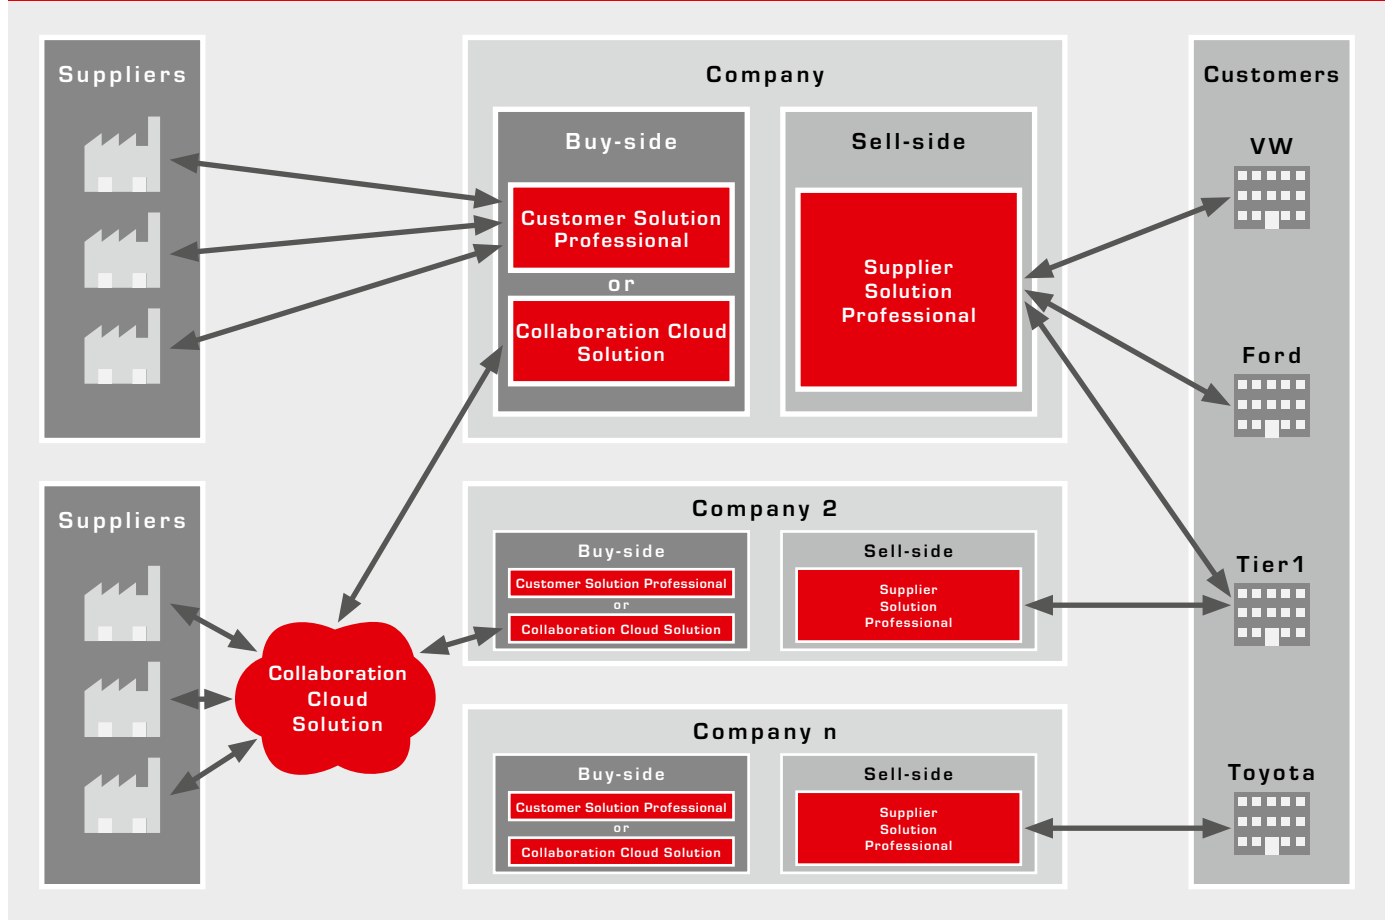 Suppliers
Company
Buy-side
Customer Solution
Professional
or
Collaboration Cloud
Solution
Sell-side
Supplier
Solution
Professional
Customers
VW
Ford
Tier1
Toyota
Suppliers
Collaboration
Cloud
Solution
Company 2
Buy-side
Customer Solution Professional
or
Collaboration Cloud Solution
Sell-side
Supplier
Solution
Professional
Company n
Buy-side
Customer Solution Professional
or
Collaboration Cloud Solution
Sell-side
Supplier
Solution
Professional